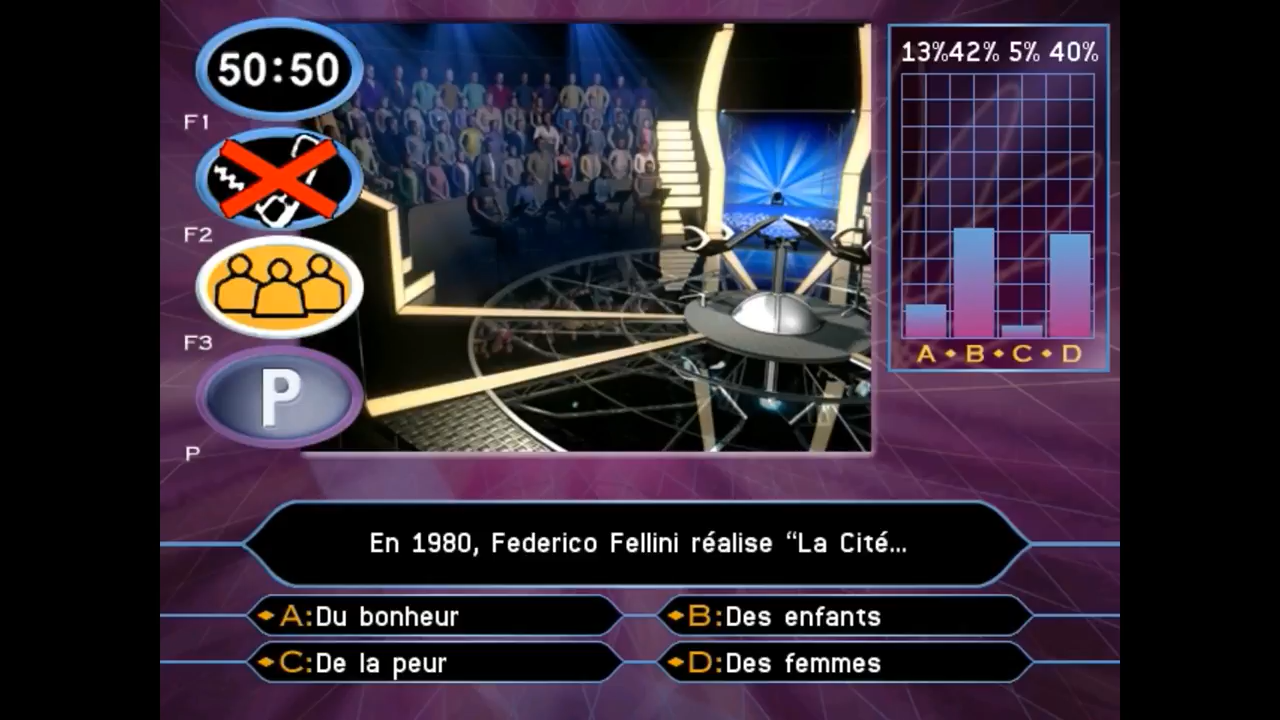 50:50
F1
F2
F3
P
P
13%42% 5% 40%
A B C D
En 1980, Federico Fellini réalise “La Cité...
A:Du bonheur
B:Des enfants
C:De la peur
D:Des femmes